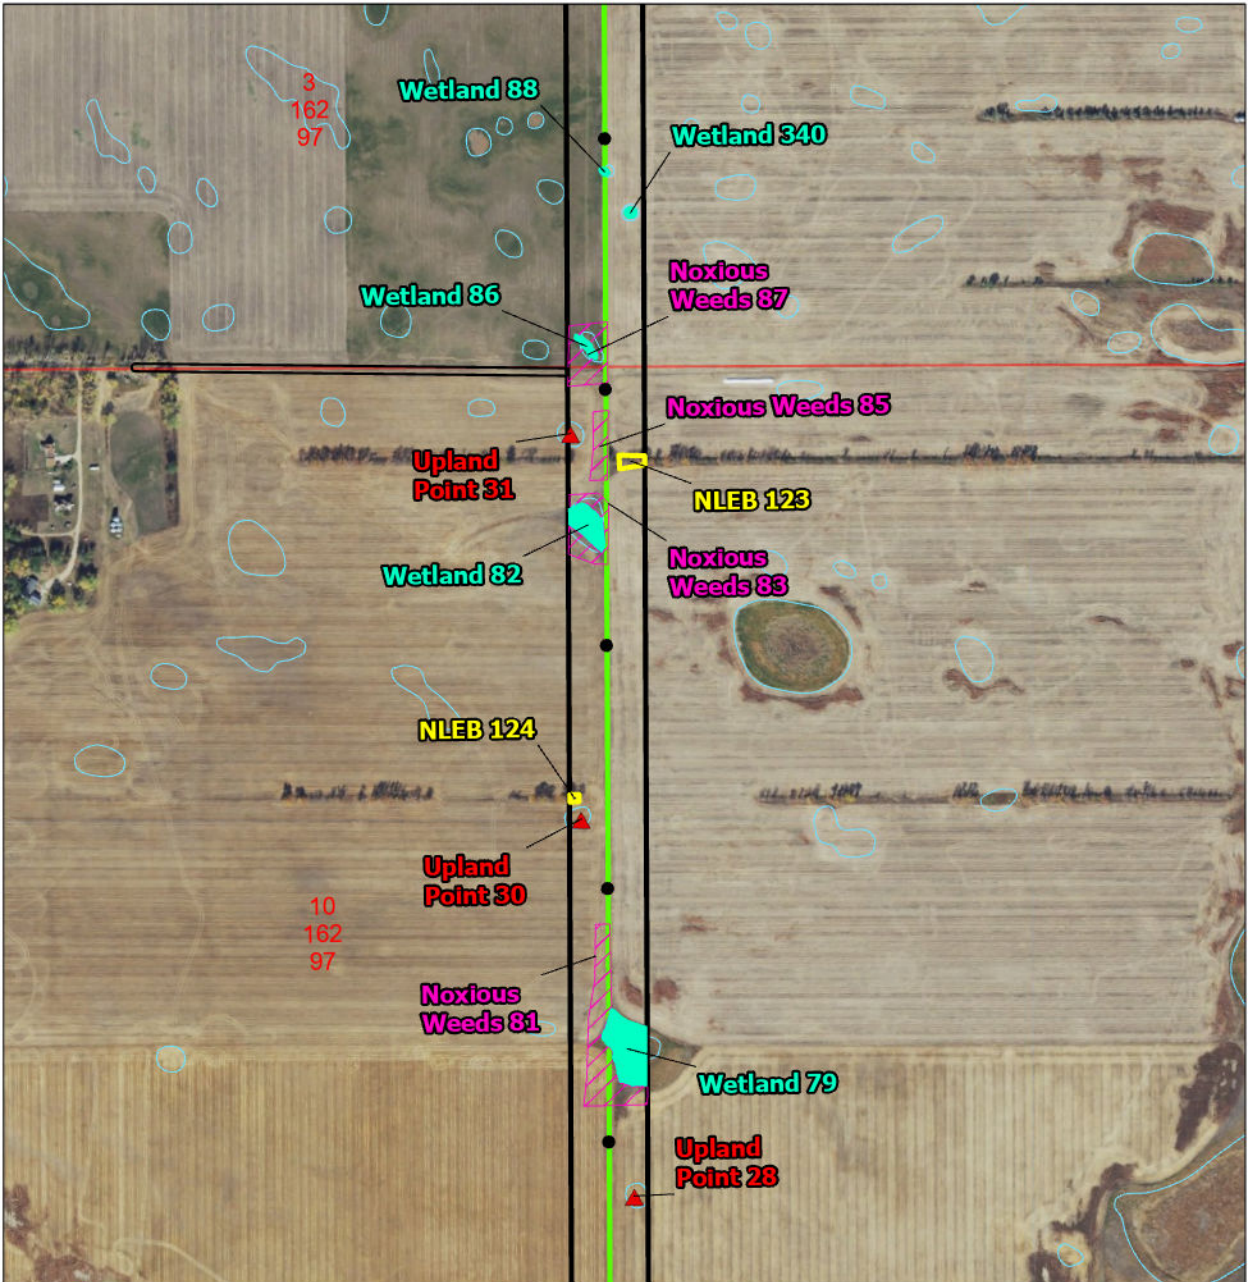 3
162
97
Wetland 88
Wetland 340
Noxious
Weeds 87
Wetland 86
Noxious Weeds 85
Upland
Point 31
NLEB 123
Noxious
Weeds 83
Wetland 82
NLEB 124
Upland
Point 30
10
162
97
Noxious
Weeds 81
Wetland 79
Upland
Point 28